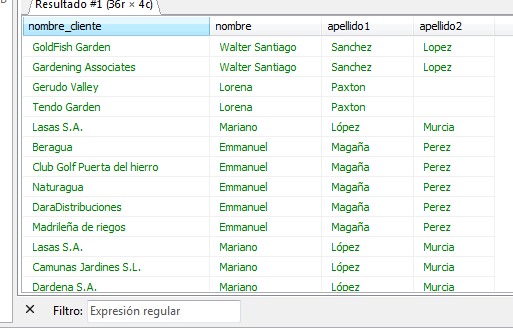 Resultado #1 (36r × 4c)
nombre_cliente nombre apellido1 apellido2
GoldFish Garden Walter Santiago Sanchez Lopez
Gardening Associates Walter Santiago Sanchez Lopez
Gerudo Valley Lorena Paxton
Tendo Garden Lorena Paxton
Lasas S.A. Mariano López Murcia
Beragua Emmanuel Magaña Perez
Club Golf Puerta del hierro Emmanuel Magaña Perez
Naturagua Emmanuel Magaña Perez
DaraDistribuciones Emmanuel Magaña Perez
Madrileña de riegos Emmanuel Magaña Perez
Lasas S.A. Mariano López Murcia
Camunas Jardines S.L. Mariano López Murcia
Dardena S.A. Mariano López Murcia
Filtro: Expresión regular